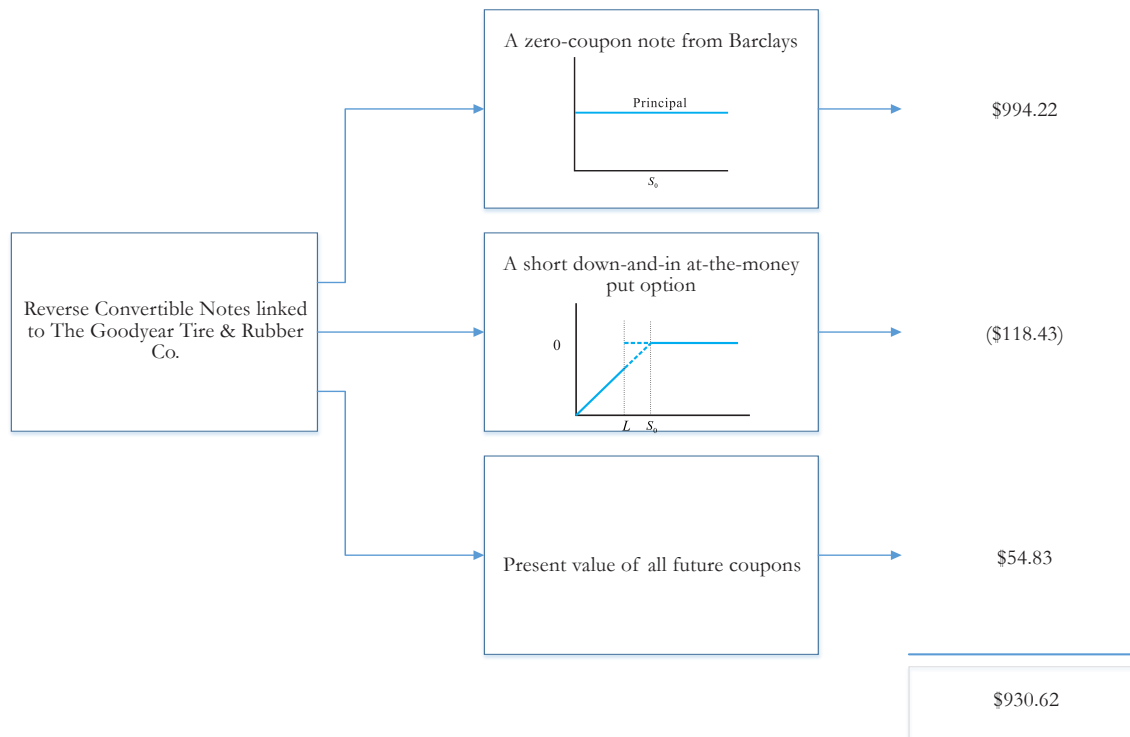 A zero-coupon note from Barclays
Principal
S₀
$994.22
Reverse Convertible Notes linked
to The Goodyear Tire & Rubber
Co.
A short down-and-in at-the-money
put option
0
L S₀
($118.43)
Present value of all future coupons
$54.83
$930.62